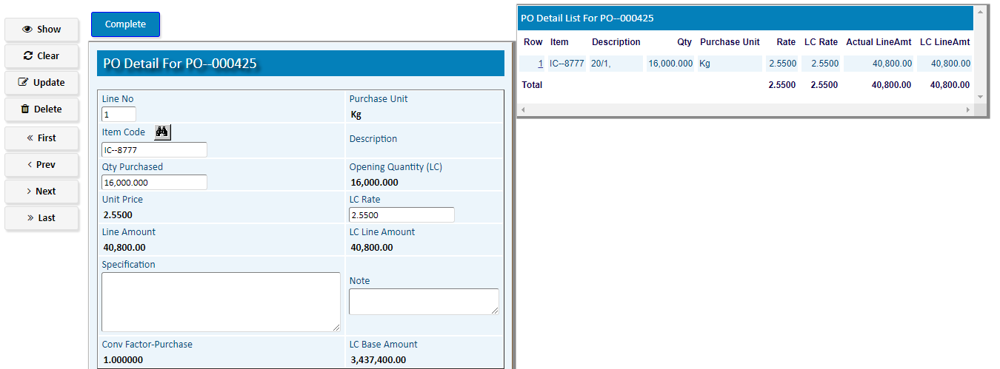 Show
Clear
Update
Delete
First
Prev
Next
Last
Complete
PO Detail For PO--000425
Line No
1
Purchase Unit
Kg
Item Code
IC--8777
Description
Qty Purchased
16,000.000
Opening Quantity (LC)
16,000.000
Unit Price
2.5500
LC Rate
2.5500
Line Amount
40,800.00
LC Line Amount
40,800.00
Specification
Note
Conv Factor-Purchase
1.000000
LC Base Amount
3,437,400.00
PO Detail List For PO--000425
Row Item Description Qty Purchase Unit Rate LC Rate Actual LineAmt LC LineAmt
1 IC--8777 20/1, 16,000.000 Kg 2.5500 2.5500 40,800.00 40,800.00
Total 2.5500 2.5500 40,800.00 40,800.00